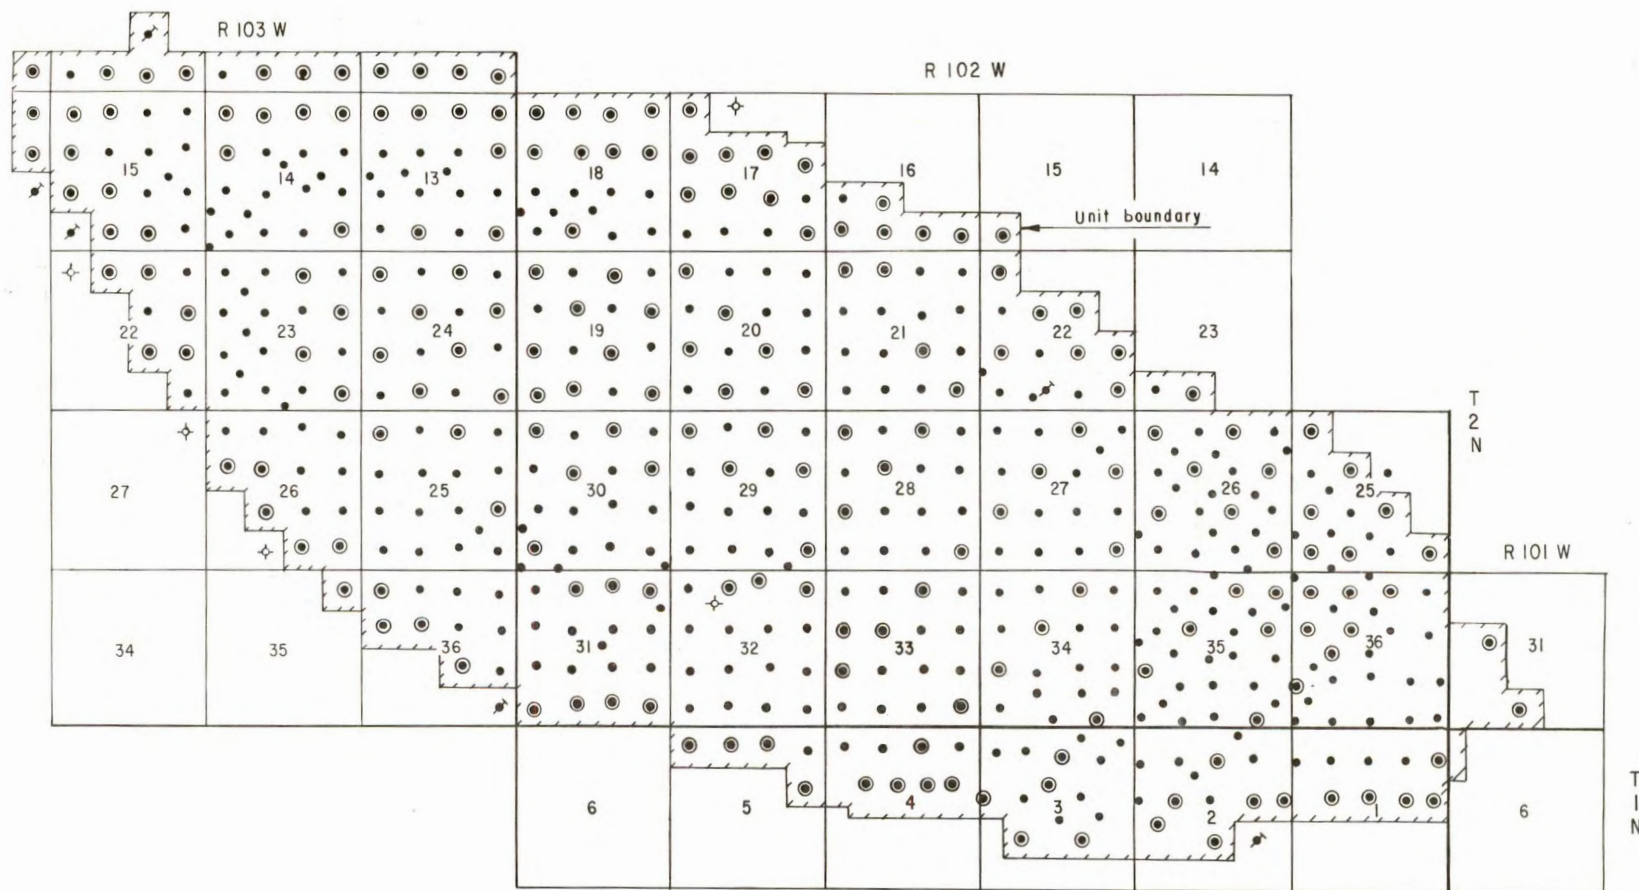 R 103 W
R 102 W
16 15 14
15 14 13 18 17
Unit boundary
22 23 24 19 20 21 22 23
T
2
N
27 26 25 30 29 28 27 26 25
R 101 W
34 35 36 31 32 33 34 35 36 31
T
1
N
6 5 4 3 2 1 6